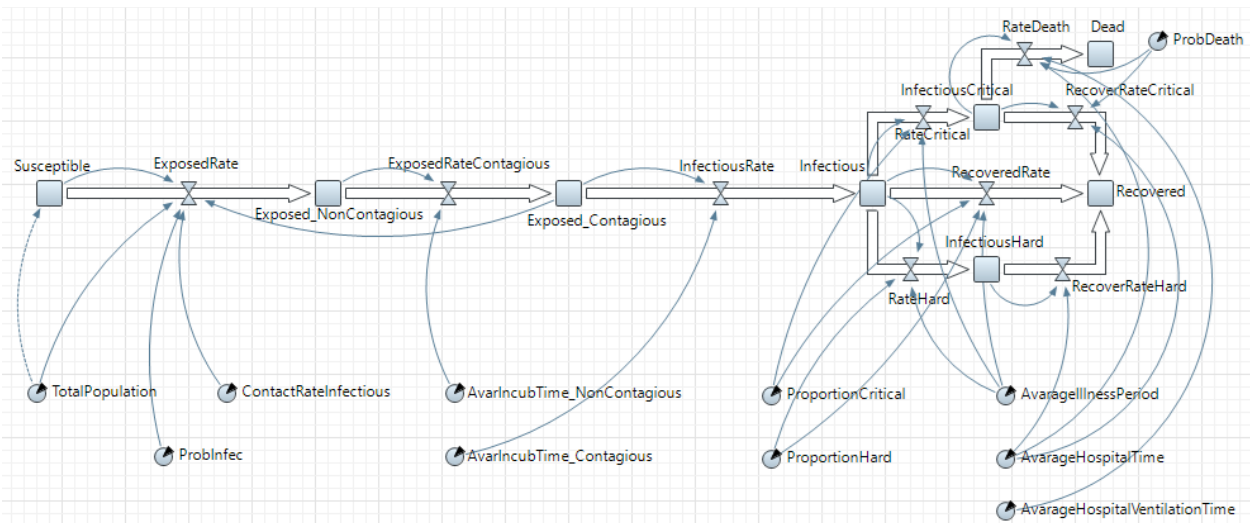 RateDeath
Dead
ProbDeath
InfectiousCritical
RecoverRateCritical
RateCritical
Susceptible
ExposedRate
ExposedRateContagious
InfectiousRate
Infectious
RecoveredRate
Recovered
Exposed_NonContagious
Exposed_Contagious
InfectiousHard
RateHard
RecoverRateHard
TotalPopulation
ContactRateInfectious
AvarIncubTime_NonContagious
ProportionCritical
AvarageIllnessPeriod
ProbInfec
AvarIncubTime_Contagious
ProportionHard
AvarageHospitalTime
AvarageHospitalVentilationTime